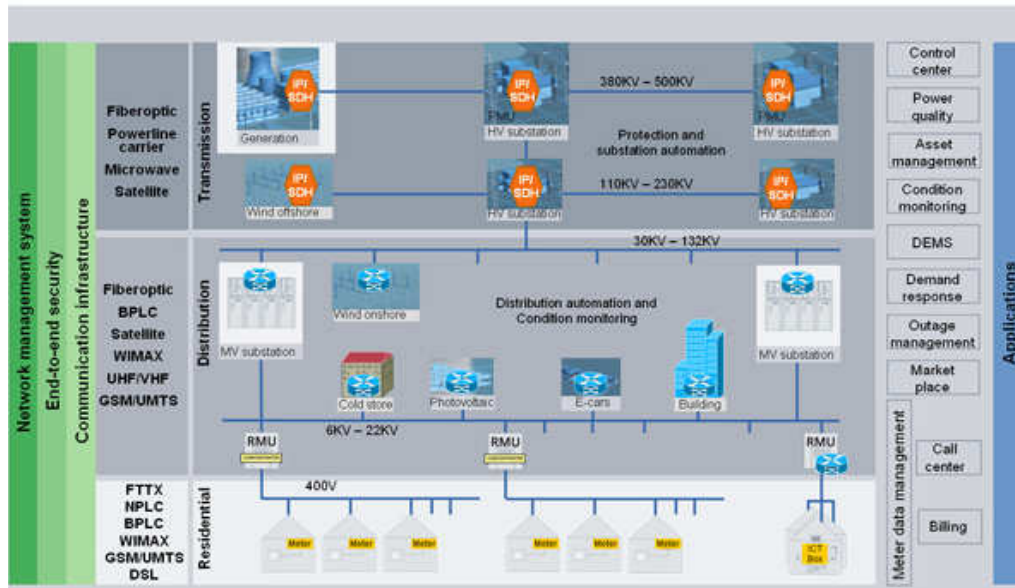 Network management system
End-to-end security
Communication infrastructure
Fiberoptic
Powerline
carrier
Microwave
Satellite
Transmission
IP/
SDH
Generation
IP/
SDH
PMU
HV substation
380KV – 500KV
IP/
SDH
PMU
HV substation
Protection and
substation automation
IP/
SDH
Wind offshore
IP/
SDH
HV substation
110KV – 230KV
IP/
SDH
HV substation
Fiberoptic
BPLC
Satellite
WIMAX
UHF/VHF
GSM/UMTS
Distribution
30KV – 132KV
MV substation
Wind onshore
Distribution automation and
Condition monitoring
MV substation
Cold store
Photovoltaic
E-cars
Building
6KV – 22KV
RMU
RMU
RMU
FTTX
NPLC
BPLC
WIMAX
GSM/UMTS
DSL
Residential
400V
Meter
Meter
Meter
Meter
Meter
Meter
ICT
Box
Control
center
Power
quality
Asset
management
Condition
monitoring
DEMS
Demand
response
Outage
management
Market
place
Meter data management
Call
center
Billing
Applications